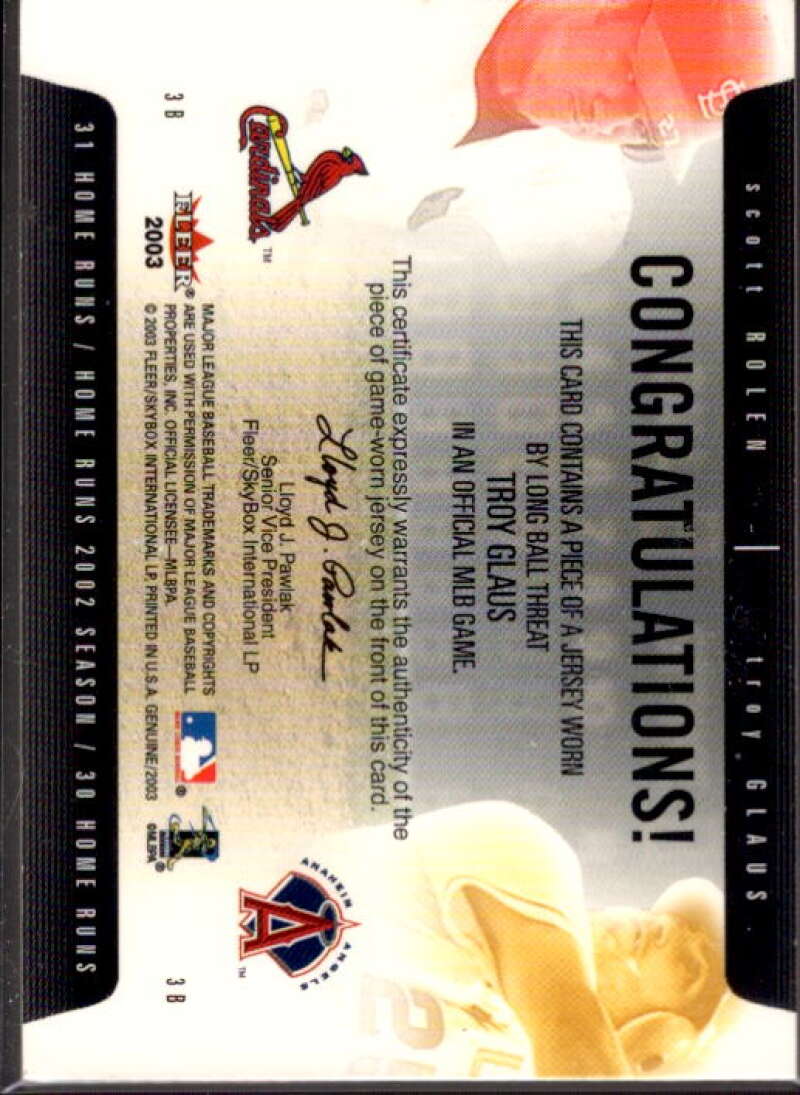 scott ROLEN - troy GLAUS
CONGRATULATIONS!
THIS CARD CONTAINS A PIECE OF A JERSEY WORN
BY LONG BALL THREAT
TROY GLAUS
IN AN OFFICIAL MLB GAME.
This certificate expressly warrants the authenticity of the
piece of game-worn jersey on the front of this card.
Lloyd J. Pawlak
Lloyd J. Pawlak
Senior Vice President
Fleer/SkyBox International LP
Cardinals TM
ANAHEIM ANGELS
A TM
FLEER®
2003
MAJOR LEAGUE BASEBALL TRADEMARKS AND COPYRIGHTS
ARE USED WITH PERMISSION OF MAJOR LEAGUE BASEBALL
PROPERTIES, INC. OFFICIAL LICENSEE—MLBPA
© 2003 FLEER/SKYBOX INTERNATIONAL LP, PRINTED IN U.S.A. GENUINE/2003
®
©MLBPA ®
3B
3B
31 HOME RUNS / HOME RUNS 2002 SEASON / 30 HOME RUNS